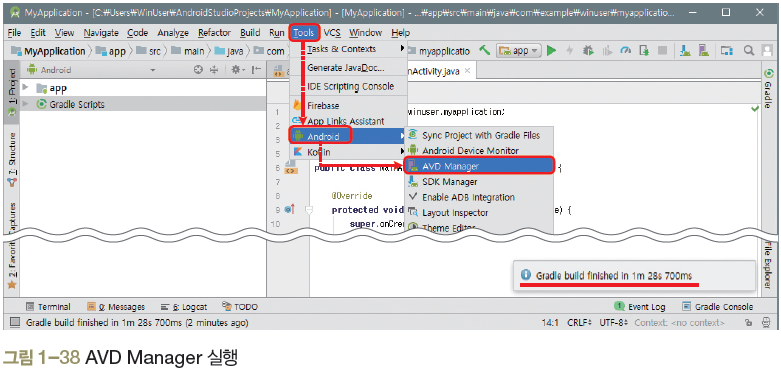 MyApplication - [C:₩Users₩WinUser₩AndroidStudioProjects₩MyApplication] - [MyApplication] - ...₩app₩src₩main₩java₩com₩example₩winuser₩myapplicatio...
File Edit View Navigate Code Analyze Refactor Build Run Tools VCS Window Help
MyApplication app src main java com myapplicatio app
Android
nActivity.java
1: Project
7: Structure
Captures
2: Favorit
app
Gradle Scripts
Tasks & Contexts
Generate JavaDoc...
IDE Scripting Console
Firebase
App Links Assistant
Android
Kotlin
Sync Project with Gradle Files
Android Device Monitor
AVD Manager
SDK Manager
Enable ADB Integration
Layout Inspector
Theme Editor
1 winuser.myapplication;
2
3
4
5
6 public class {
7
8 @Override
9 protected void e) {
10 super.onCre
Gradle
File Explorer
Gradle build finished in 1m 28s 700ms
Terminal 0: Messages 6: Logcat TODO Event Log Gradle Console
Gradle build finished in 1m 28s 700ms (2 minutes ago) 14:1 CRLF UTF-8 Context: <no context>
그림 1-38 AVD Manager 실행